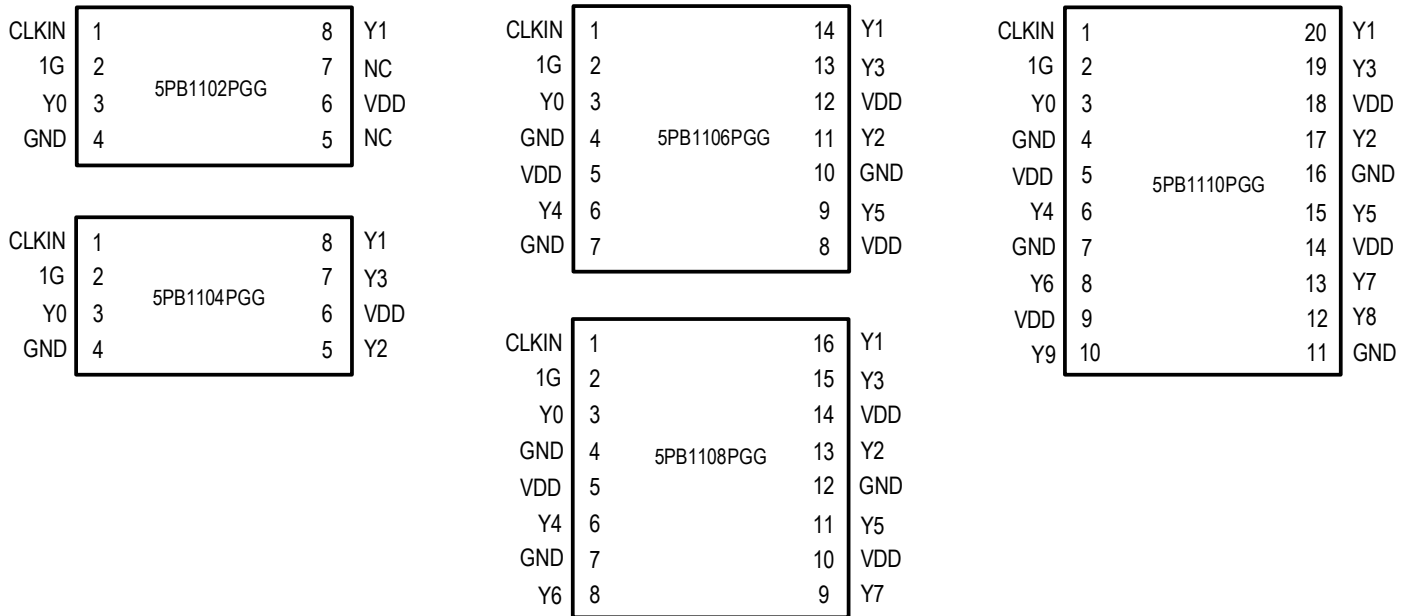 CLKIN 1 8 Y1
1G 2 7 NC
5PB1102PGG
Y0 3 6 VDD
GND 4 5 NC
CLKIN 1 8 Y1
1G 2 7 Y3
5PB1104PGG
Y0 3 6 VDD
GND 4 5 Y2
CLKIN 1 14 Y1
1G 2 13 Y3
Y0 3 12 VDD
GND 4 5PB1106PGG 11 Y2
VDD 5 10 GND
Y4 6 9 Y5
GND 7 8 VDD
CLKIN 1 16 Y1
1G 2 15 Y3
Y0 3 14 VDD
GND 4 5PB1108PGG 13 Y2
VDD 5 12 GND
Y4 6 11 Y5
GND 7 10 VDD
Y6 8 9 Y7
CLKIN 1 20 Y1
1G 2 19 Y3
Y0 3 18 VDD
GND 4 17 Y2
VDD 5 5PB1110PGG 16 GND
Y4 6 15 Y5
GND 7 14 VDD
Y6 8 13 Y7
VDD 9 12 Y8
Y9 10 11 GND